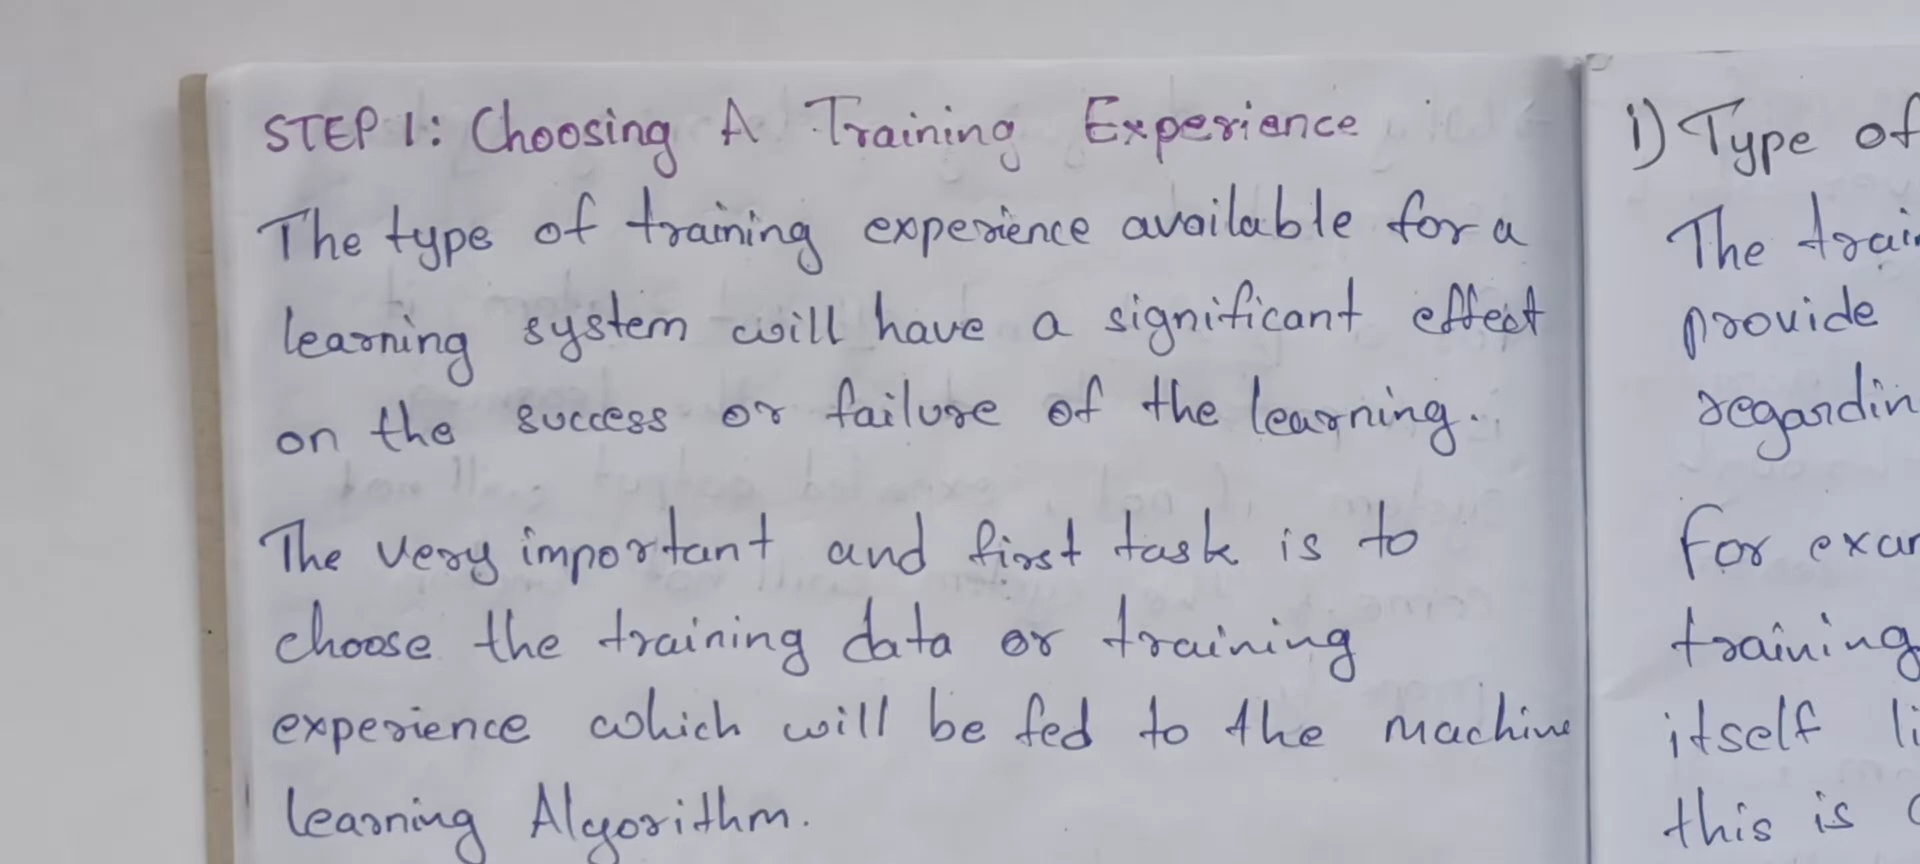 STEP 1: Choosing A Training Experience
The type of training experience available for a
learning system will have a significant effect
on the success or failure of the learning.
The very important and first task is to
choose the training data or training
experience which will be fed to the machine
learning Algorithm.
i) Type of
The
provide
For
training
itself
this is